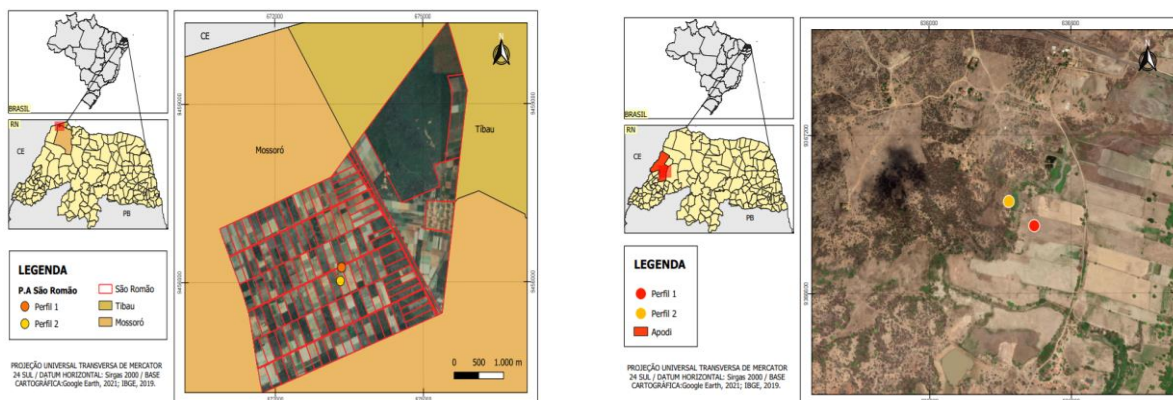 CE
BRASIL
RN
CE
PB
LEGENDA
P.A São Romão
Perfil 1
Perfil 2
São Romão
Tibau
Mossoró
PROJEÇÃO UNIVERSAL TRANSVERSA DE MERCATOR
24 SUL / DATUM HORIZONTAL: Sirgas 2000 / BASE
CARTOGRÁFICA:Google Earth, 2021; IBGE, 2019.
N
Tibau
Mossoró
0 500 1.000 m
BRASIL
RN
CE
PB
LEGENDA
Perfil 1
Perfil 2
Apodi
PROJEÇÃO UNIVERSAL TRANSVERSA DE MERCATOR
24 SUL / DATUM HORIZONTAL: Sirgas 2000 / BASE
CARTOGRÁFICA:Google Earth, 2021; IBGE, 2019.
N